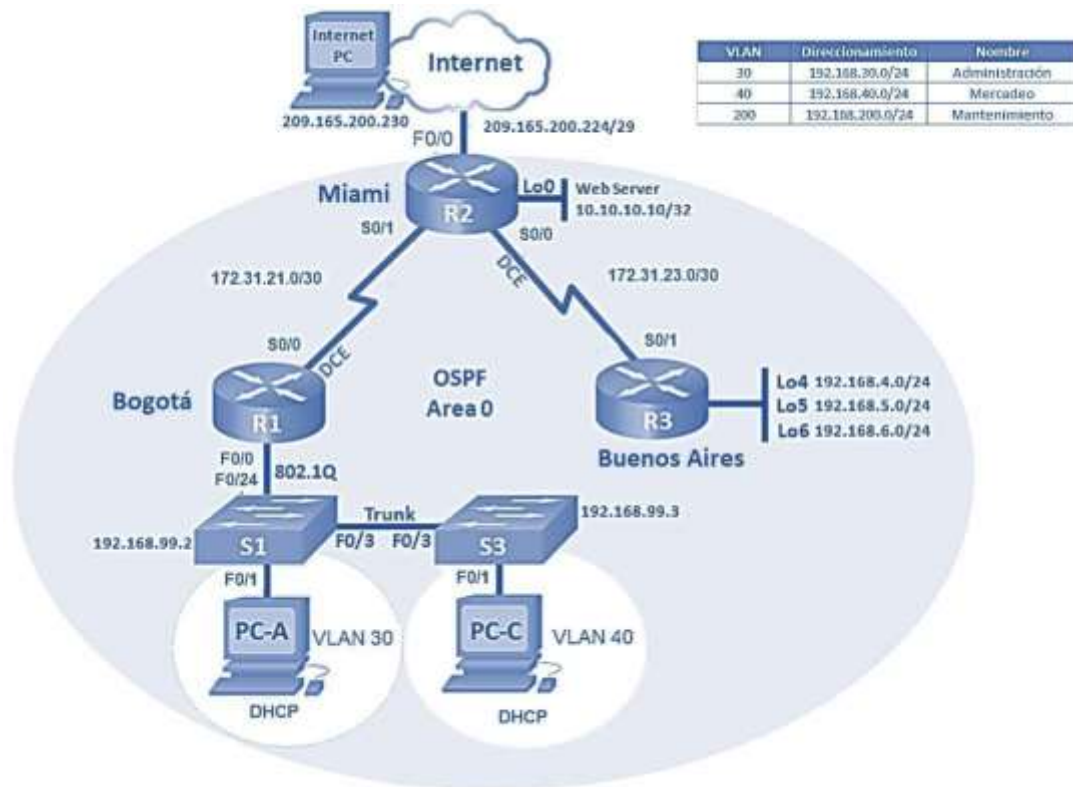 Internet
PC
Internet
209.165.200.230
209.165.200.224/29
F0/0
VLAN Direccionamiento Nombre
30 192.168.30.0/24 Administración
40 192.168.40.0/24 Mercadeo
200 192.168.200.0/24 Mantenimiento
Miami
R2
Lo0
Web Server
10.10.10.10/32
S0/1
S0/0
DCE
172.31.21.0/30
172.31.23.0/30
S0/0
DCE
S0/1
Bogotá
R1
OSPF
Area 0
R3
Buenos Aires
Lo4 192.168.4.0/24
Lo5 192.168.5.0/24
Lo6 192.168.6.0/24
F0/0
F0/24
802.1Q
192.168.99.2
S1
Trunk
F0/3 F0/3
S3
192.168.99.3
F0/1
F0/1
PC-A
VLAN 30
DHCP
PC-C
VLAN 40
DHCP